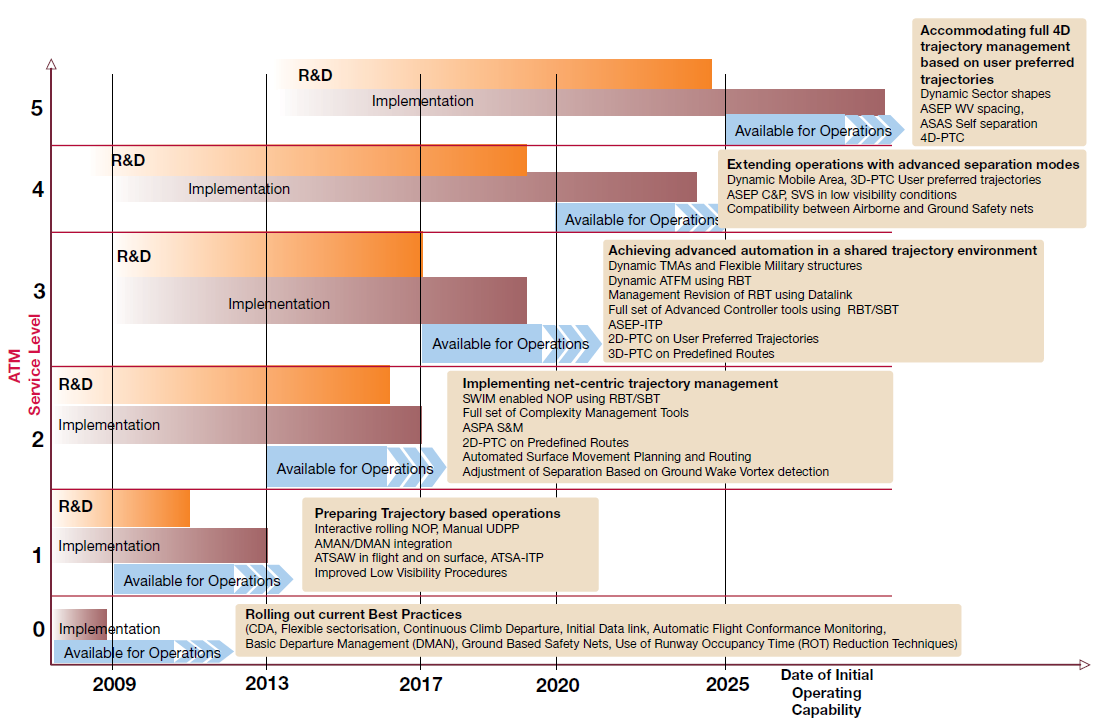 Accommodating full 4D
trajectory management
based on user preferred
trajectories
Dynamic Sector shapes
ASEP WV spacing,
ASAS Self separation
4D-PTC
5
R&D
Implementation
Available for Operations
4
R&D
Implementation
Available for Operations
Extending operations with advanced separation modes
Dynamic Mobile Area, 3D-PTC User preferred trajectories
ASEP C&P, SVS in low visibility conditions
Compatibility between Airborne and Ground Safety nets
3
R&D
Implementation
Available for Operations
Achieving advanced automation in a shared trajectory environment
Dynamic TMAs and Flexible Military structures
Dynamic ATFM using RBT
Management Revision of RBT using Datalink
Full set of Advanced Controller tools using RBT/SBT
ASEP-ITP
2D-PTC on User Preferred Trajectories
3D-PTC on Predefined Routes
ATM
Service Level
2
R&D
Implementation
Available for Operations
Implementing net-centric trajectory management
SWIM enabled NOP using RBT/SBT
Full set of Complexity Management Tools
ASPA S&M
2D-PTC on Predefined Routes
Automated Surface Movement Planning and Routing
Adjustment of Separation Based on Ground Wake Vortex detection
1
R&D
Implementation
Available for Operations
Preparing Trajectory based operations
Interactive rolling NOP, Manual UDPP
AMAN/DMAN integration
ATSAW in flight and on surface, ATSA-ITP
Improved Low Visibility Procedures
0
Implementation
Available for Operations
Rolling out current Best Practices
(CDA, Flexible sectorisation, Continuous Climb Departure, Initial Data link, Automatic Flight Conformance Monitoring,
Basic Departure Management (DMAN), Ground Based Safety Nets, Use of Runway Occupancy Time (ROT) Reduction Techniques)
2009
2013
2017
2020
2025
Date of Initial
Operating
Capability